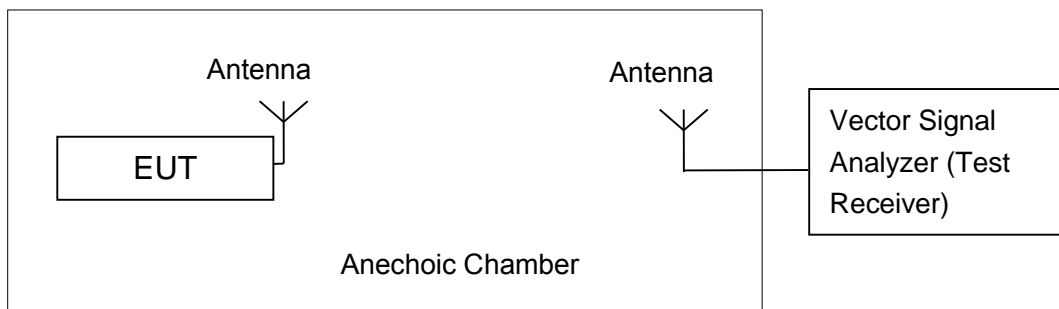 Antenna
Antenna
EUT
Vector Signal
Analyzer (Test
Receiver)
Anechoic Chamber